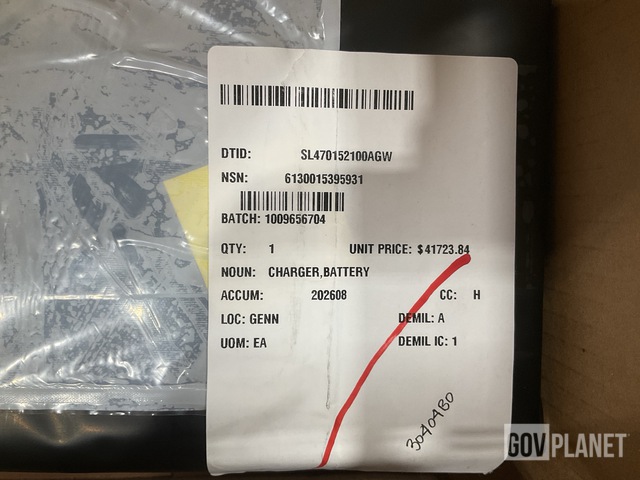 DTID: SL470152100AGW
NSN: 6130015395931
BATCH: 1009656704
QTY: 1 UNIT PRICE: $ 41723.84
NOUN: CHARGER,BATTERY
ACCUM: 202608 CC: H
LOC: GENN DEMIL: A
UOM: EA DEMIL IC: 1
3040480
GOVPLANET